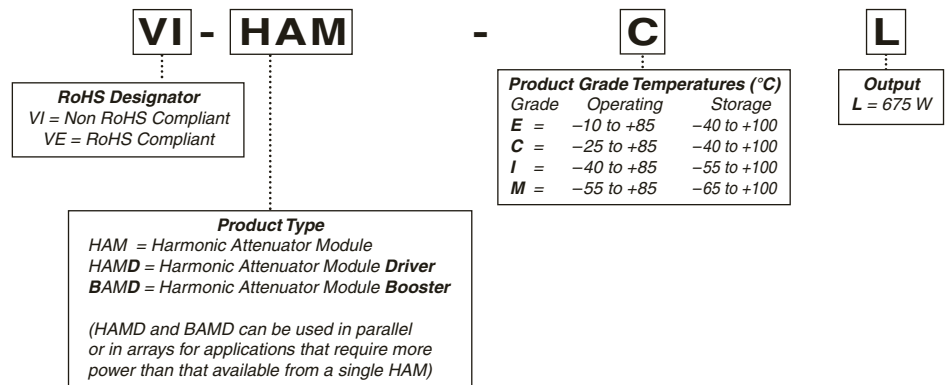 VI - HAM - C L
RoHS Designator
VI = Non RoHS Compliant
VE = RoHS Compliant
Product Grade Temperatures (°C)
Grade Operating Storage
E = –10 to +85 –40 to +100
C = –25 to +85 –40 to +100
I = –40 to +85 –55 to +100
M = –55 to +85 –65 to +100
Output
L = 675 W
Product Type
HAM = Harmonic Attenuator Module
HAMD = Harmonic Attenuator Module Driver
BAMD = Harmonic Attenuator Module Booster
(HAMD and BAMD can be used in parallel
or in arrays for applications that require more
power than that available from a single HAM)